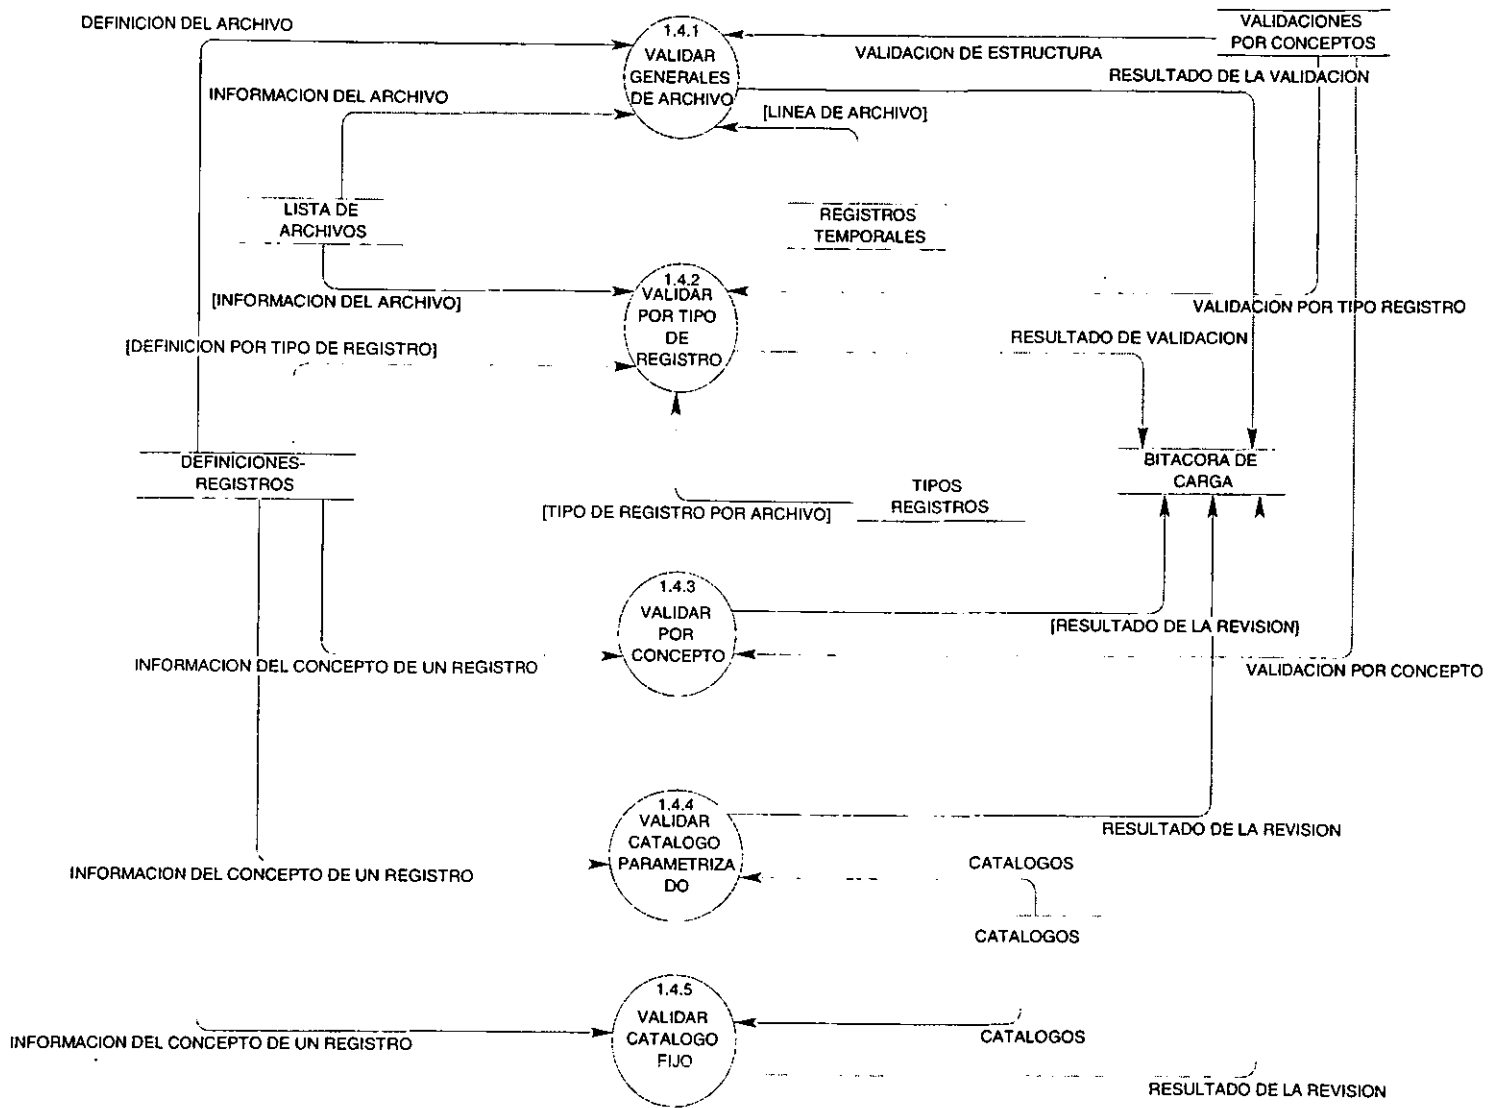 DEFINICION DEL ARCHIVO
1.4.1
VALIDAR
GENERALES
DE ARCHIVO
VALIDACIONES
POR CONCEPTOS
VALIDACION DE ESTRUCTURA
RESULTADO DE LA VALIDACION
INFORMACION DEL ARCHIVO
[LINEA DE ARCHIVO]
LISTA DE
ARCHIVOS
REGISTROS
TEMPORALES
1.4.2
VALIDAR
POR TIPO
DE
REGISTRO
[INFORMACION DEL ARCHIVO]
VALIDACION POR TIPO REGISTRO
[DEFINICION POR TIPO DE REGISTRO]
RESULTADO DE VALIDACION
DEFINICIONES-
REGISTROS
BITACORA DE
CARGA
TIPOS
REGISTROS
[TIPO DE REGISTRO POR ARCHIVO]
1.4.3
VALIDAR
POR
CONCEPTO
[RESULTADO DE LA REVISION]
INFORMACION DEL CONCEPTO DE UN REGISTRO
VALIDACION POR CONCEPTO
1.4.4
VALIDAR
CATALOGO
PARAMETRIZA
DO
RESULTADO DE LA REVISION
INFORMACION DEL CONCEPTO DE UN REGISTRO
CATALOGOS
CATALOGOS
1.4.5
VALIDAR
CATALOGO
FIJO
INFORMACION DEL CONCEPTO DE UN REGISTRO
CATALOGOS
RESULTADO DE LA REVISION